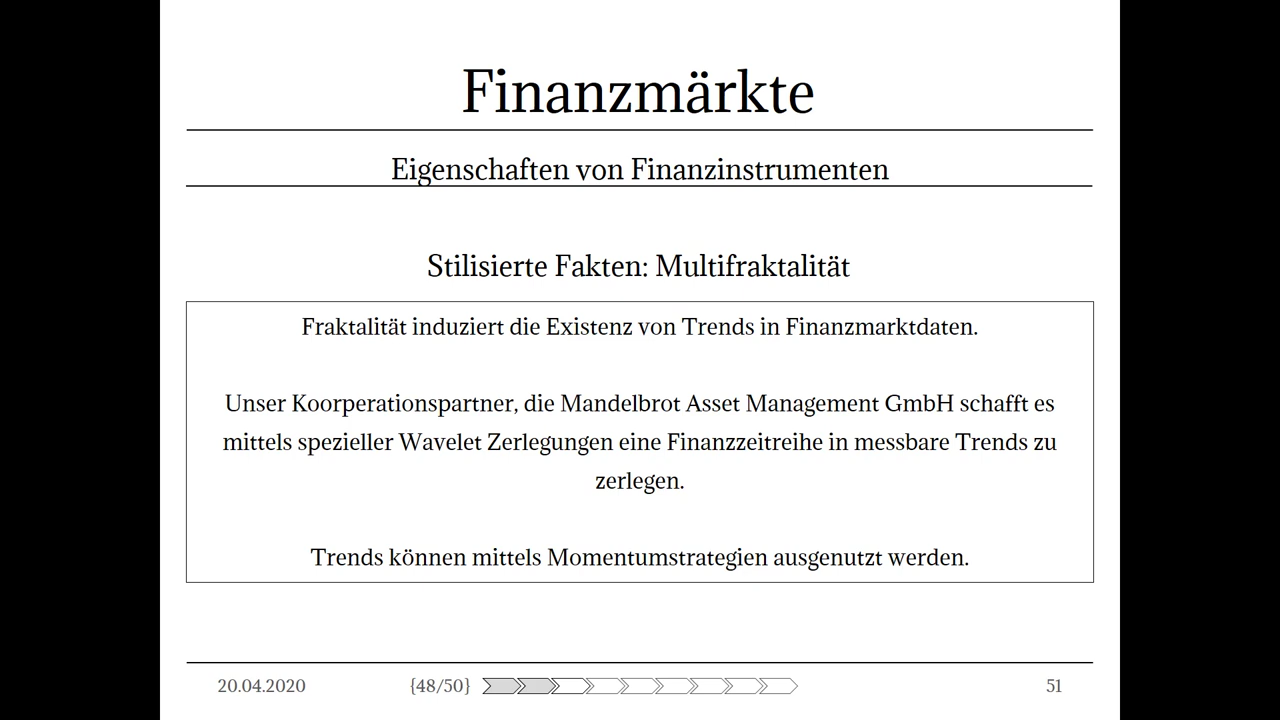 Finanzmärkte
Eigenschaften von Finanzinstrumenten
Stilisierte Fakten: Multifraktalität
Fraktalität induziert die Existenz von Trends in Finanzmarktdaten.
Unser Koorperationspartner, die Mandelbrot Asset Management GmbH schafft es
mittels spezieller Wavelet Zerlegungen eine Finanzzeitreihe in messbare Trends zu
zerlegen.
Trends können mittels Momentumstrategien ausgenutzt werden.
20.04.2020 {48/50} 51